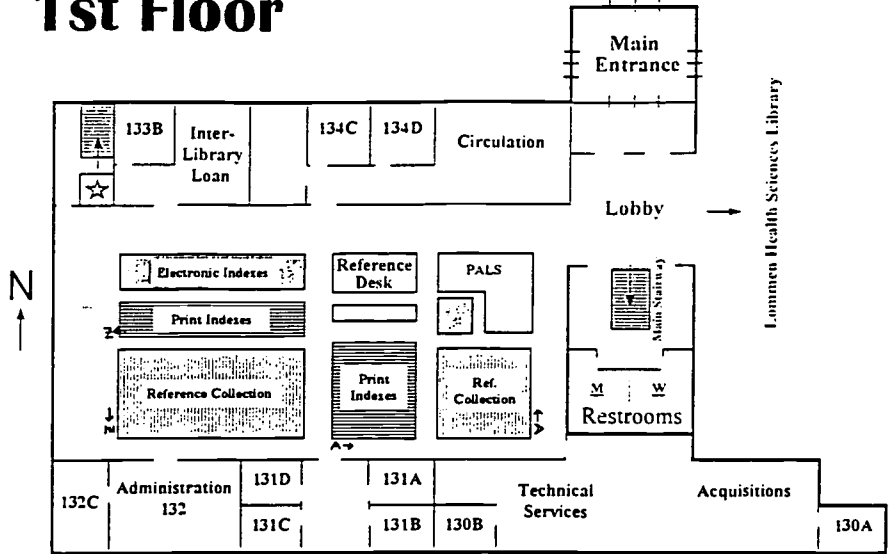 1st Floor
Main
Entrance
133B
Inter-
Library
Loan
134C
134D
Circulation
Lobby
Lommen Health Sciences Library
N
Electronic Indexes
Reference
Desk
PALS
Main Stairway
Print Indexes
Z
Reference Collection
Z
Print
Indexes
A
Ref.
Collection
A
M
W
Restrooms
132C
Administration
132
131D
131C
131A
131B
130B
Technical
Services
Acquisitions
130A